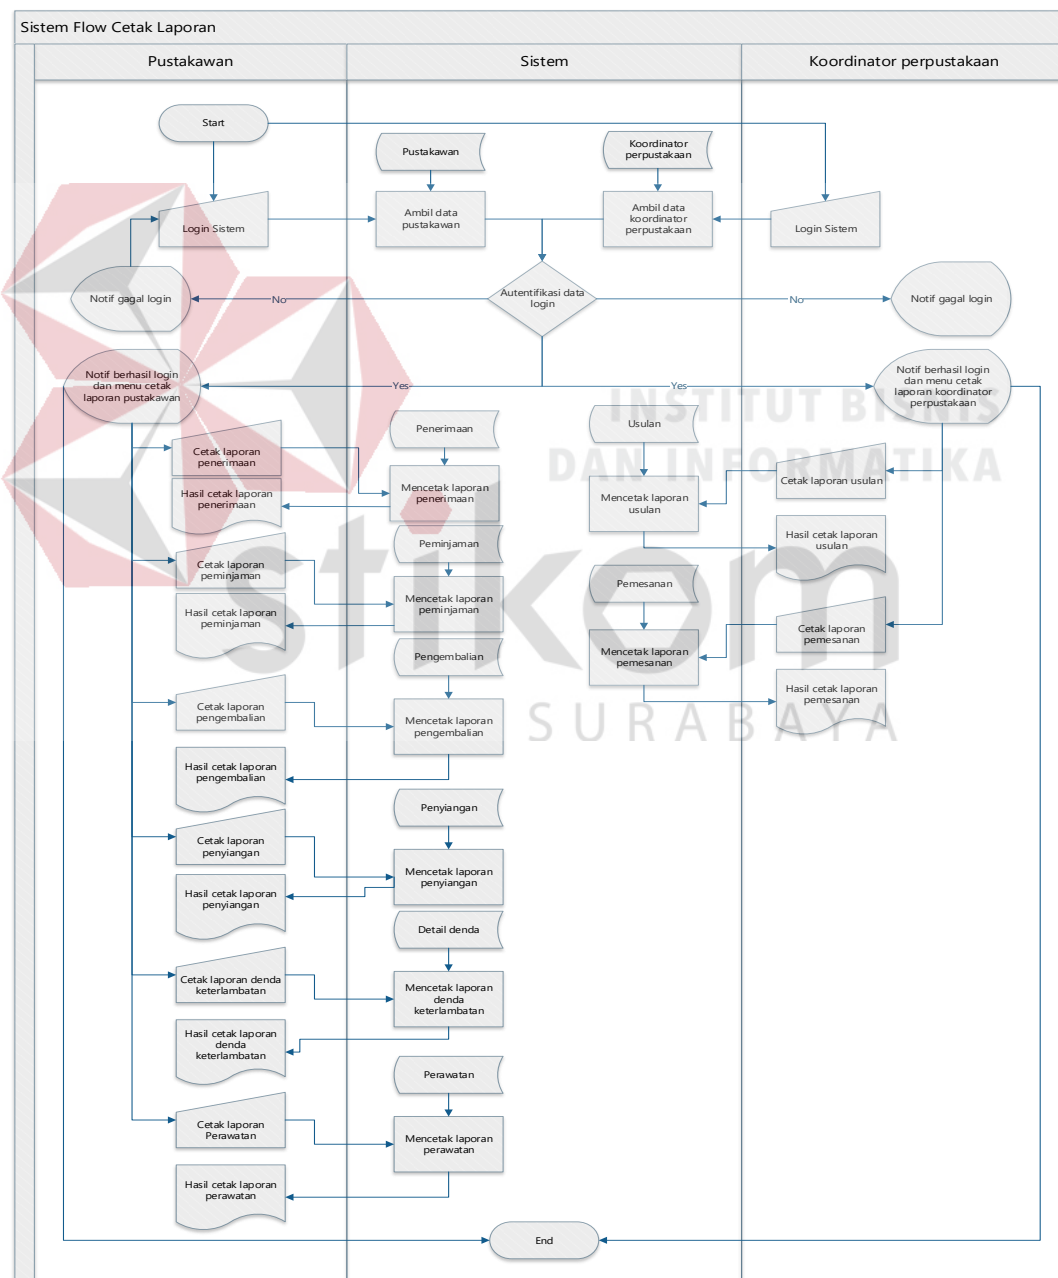 Sistem Flow Cetak Laporan
Pustakawan
Sistem
Koordinator perpustakaan
Start
Pustakawan
Koordinator
perpustakaan
Login Sistem
Ambil data
pustakawan
Ambil data
koordinator
perpustakaan
Login Sistem
Notif gagal login
No
Autentifikasi data
login
No
Notif gagal login
Notif berhasil login
dan menu cetak
laporan pustakawan
Yes
Yes
Notif berhasil login
dan menu cetak
laporan koordinator
perpustakaan
INSTITUT BISNIS
DAN INFORMATIKA
stikom
SURABAYA
Penerimaan
Usulan
Cetak laporan
penerimaan
Mencetak laporan
penerimaan
Mencetak laporan
usulan
Cetak laporan usulan
Hasil cetak laporan
penerimaan
Hasil cetak laporan
usulan
Peminjaman
Pemesanan
Cetak laporan
peminjaman
Mencetak laporan
peminjaman
Hasil cetak laporan
peminjaman
Cetak laporan
pemesanan
Mencetak laporan
pemesanan
Hasil cetak laporan
pemesanan
Pengembalian
Cetak laporan
pengembalian
Mencetak laporan
pengembalian
Hasil cetak laporan
pengembalian
Penyiangan
Cetak laporan
penyiangan
Mencetak laporan
penyiangan
Hasil cetak laporan
penyiangan
Detail denda
Cetak laporan denda
keterlambatan
Mencetak laporan
denda
keterlambatan
Hasil cetak laporan
denda
keterlambatan
Perawatan
Cetak laporan
Perawatan
Mencetak laporan
perawatan
Hasil cetak laporan
perawatan
End